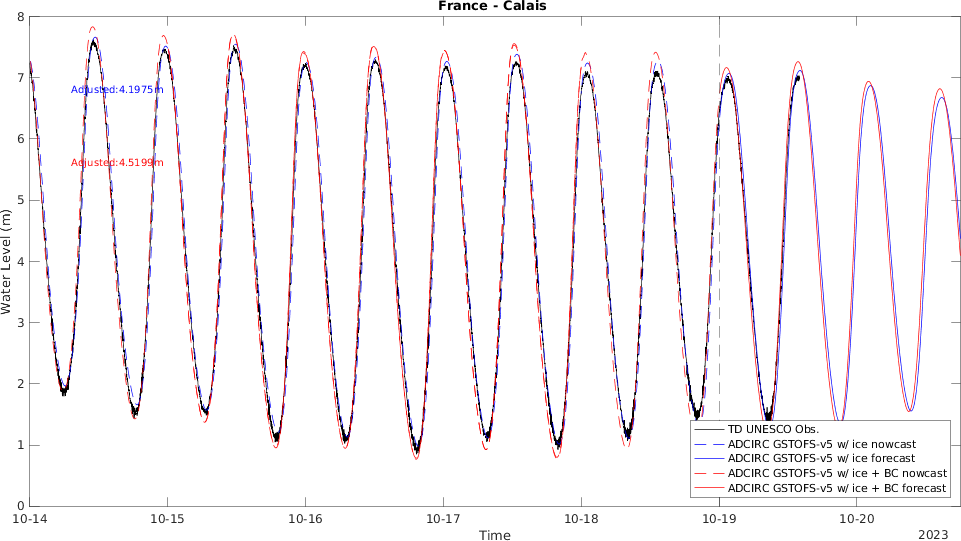 France - Calais
8
7
6
5
4
3
2
1
0
Water Level (m)
Adjusted:4.1975m
Adjusted:4.5199m
TD UNESCO Obs.
ADCIRC GSTOFS-v5 w/ ice nowcast
ADCIRC GSTOFS-v5 w/ ice forecast
ADCIRC GSTOFS-v5 w/ ice + BC nowcast
ADCIRC GSTOFS-v5 w/ ice + BC forecast
10-14 10-15 10-16 10-17 10-18 10-19 10-20
Time
2023